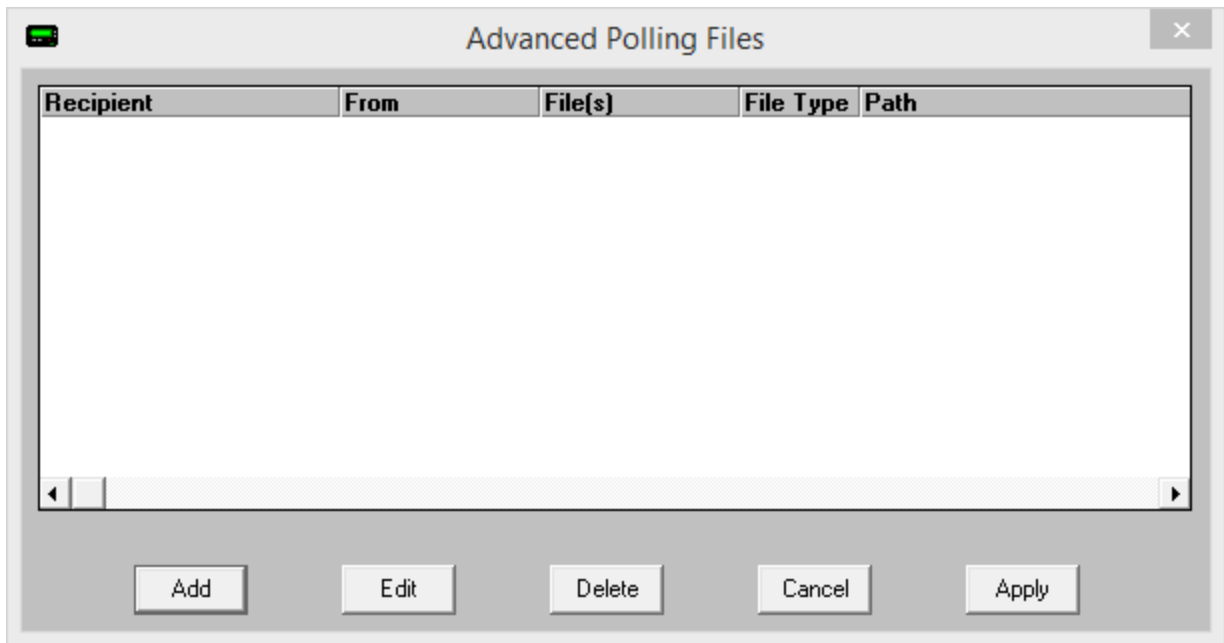 Advanced Polling Files
Recipient From File(s) File Type Path
Add Edit Delete Cancel Apply